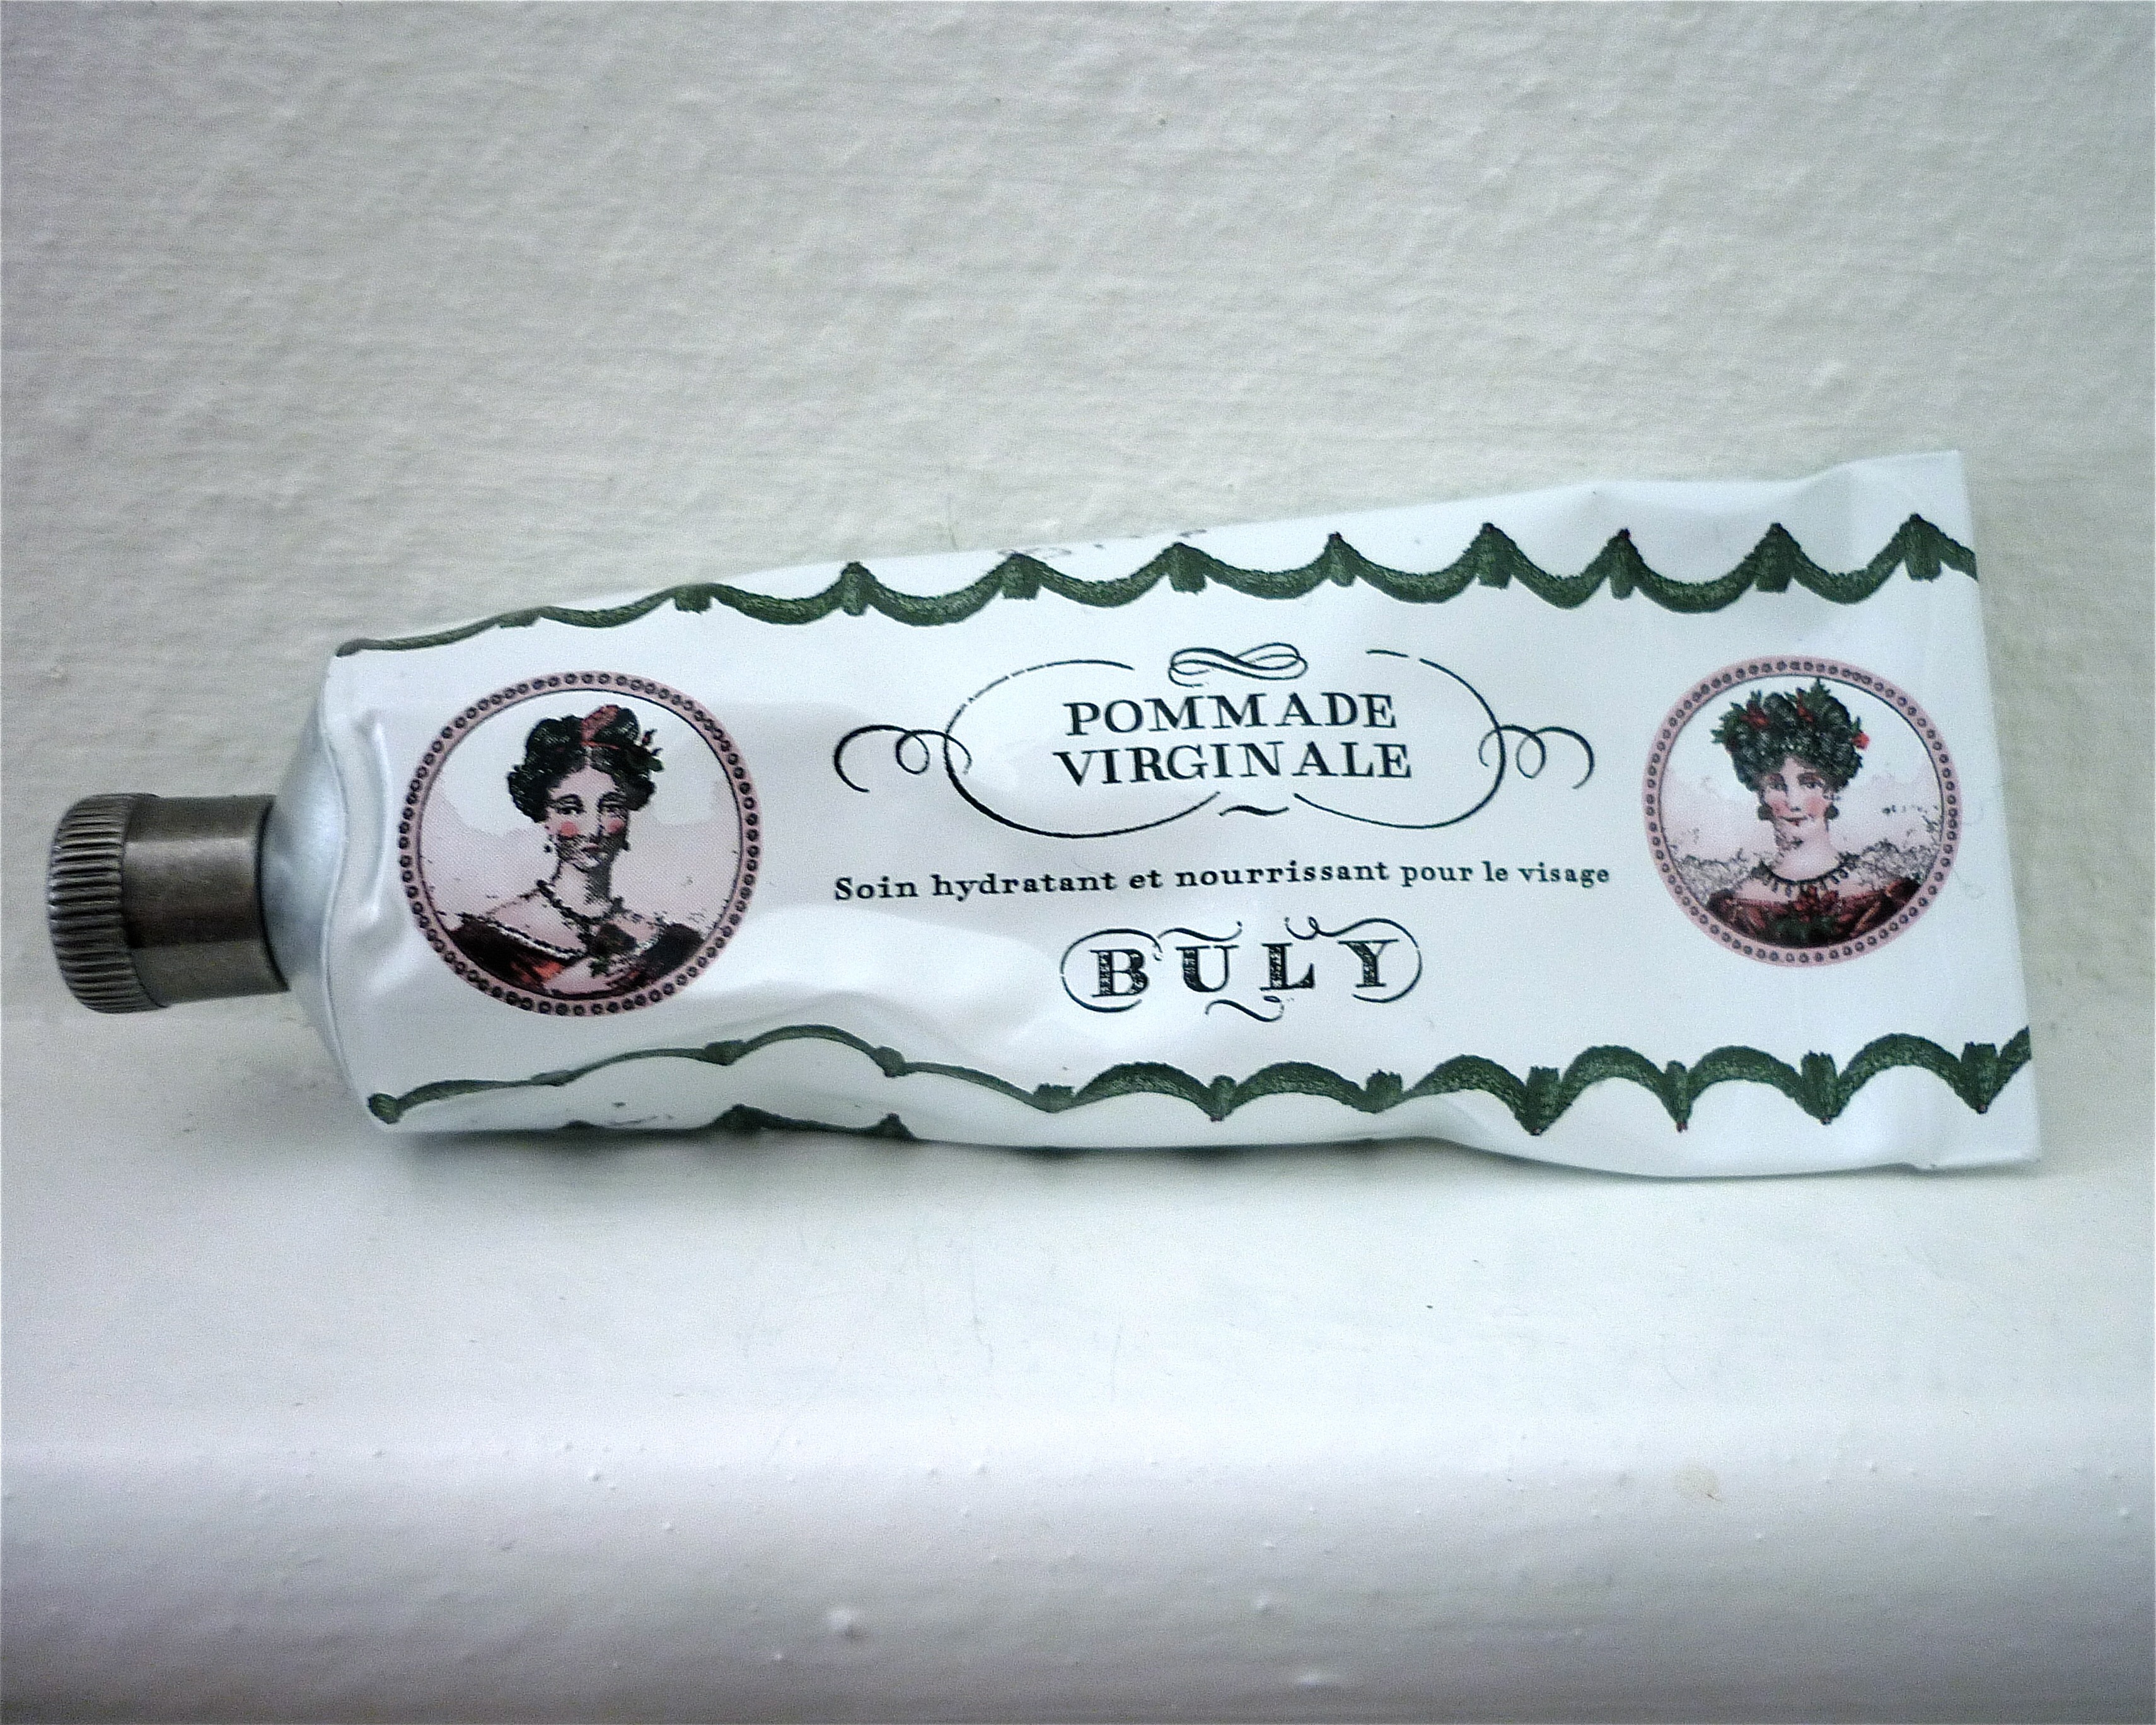 POMMADE
VIRGINALE
Soin hydratant et nourrissant pour le visage
BULY